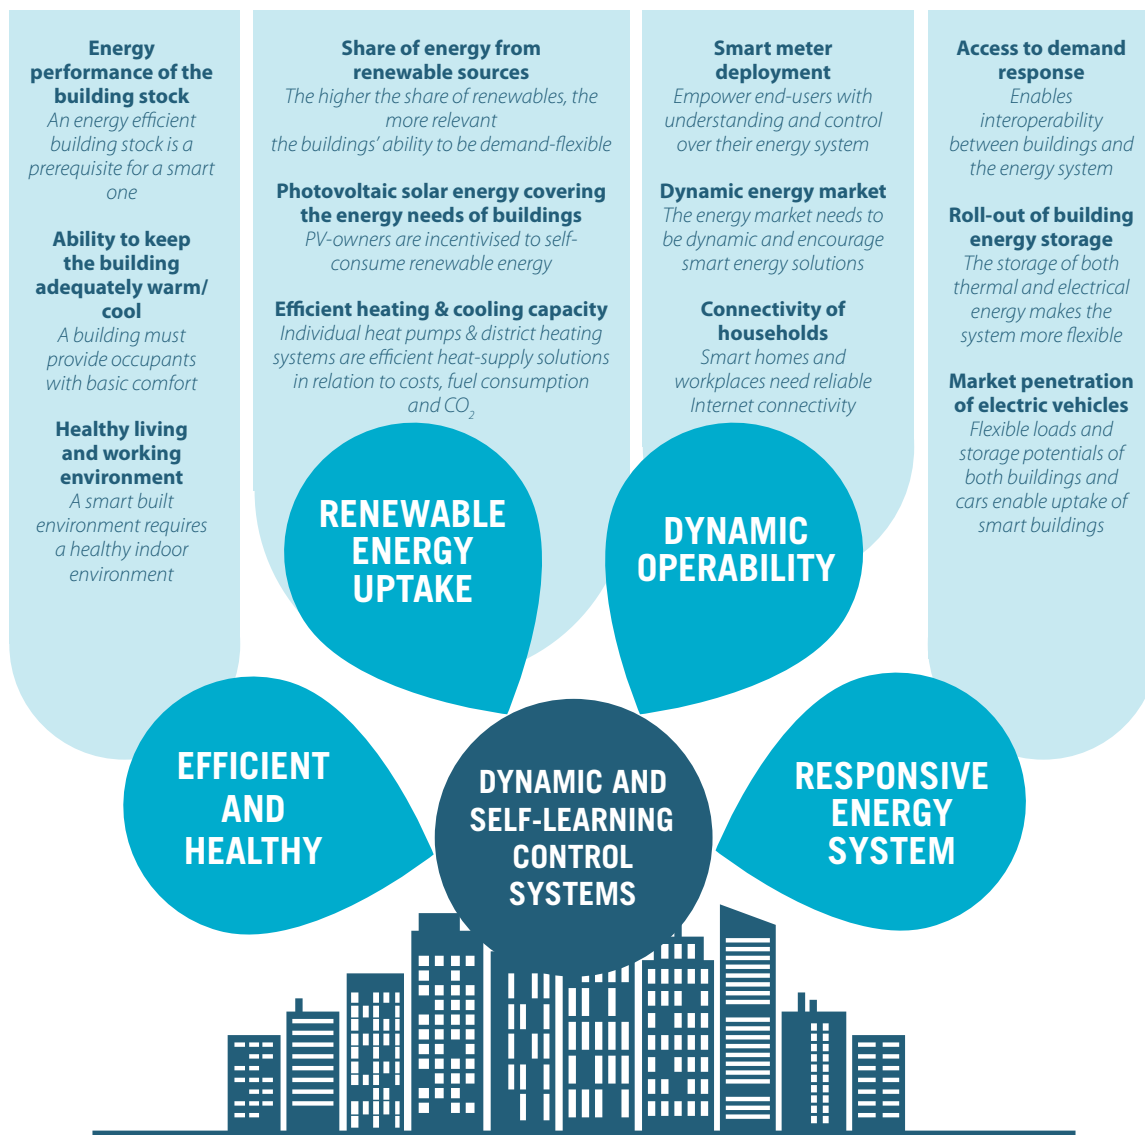 Energy
performance of the
building stock
An energy efficient
building stock is a
prerequisite for a smart
one
Ability to keep
the building
adequately warm/
cool
A building must
provide occupants
with basic comfort
Healthy living
and working
environment
A smart built
environment requires
a healthy indoor
environment
Share of energy from
renewable sources
The higher the share of renewables, the
more relevant
the buildings’ ability to be demand-flexible
Photovoltaic solar energy covering
the energy needs of buildings
PV-owners are incentivised to self-
consume renewable energy
Efficient heating & cooling capacity
Individual heat pumps & district heating
systems are efficient heat-supply solutions
in relation to costs, fuel consumption
and CO₂
Smart meter
deployment
Empower end-users with
understanding and control
over their energy system
Dynamic energy market
The energy market needs to
be dynamic and encourage
smart energy solutions
Connectivity of
households
Smart homes and
workplaces need reliable
Internet connectivity
Access to demand
response
Enables
interoperability
between buildings and
the energy system
Roll-out of building
energy storage
The storage of both
thermal and electrical
energy makes the
system more flexible
Market penetration
of electric vehicles
Flexible loads and
storage potentials of
both buildings and
cars enable uptake of
smart buildings
EFFICIENT
AND
HEALTHY
RENEWABLE
ENERGY
UPTAKE
DYNAMIC
OPERABILITY
RESPONSIVE
ENERGY
SYSTEM
DYNAMIC AND
SELF-LEARNING
CONTROL
SYSTEMS